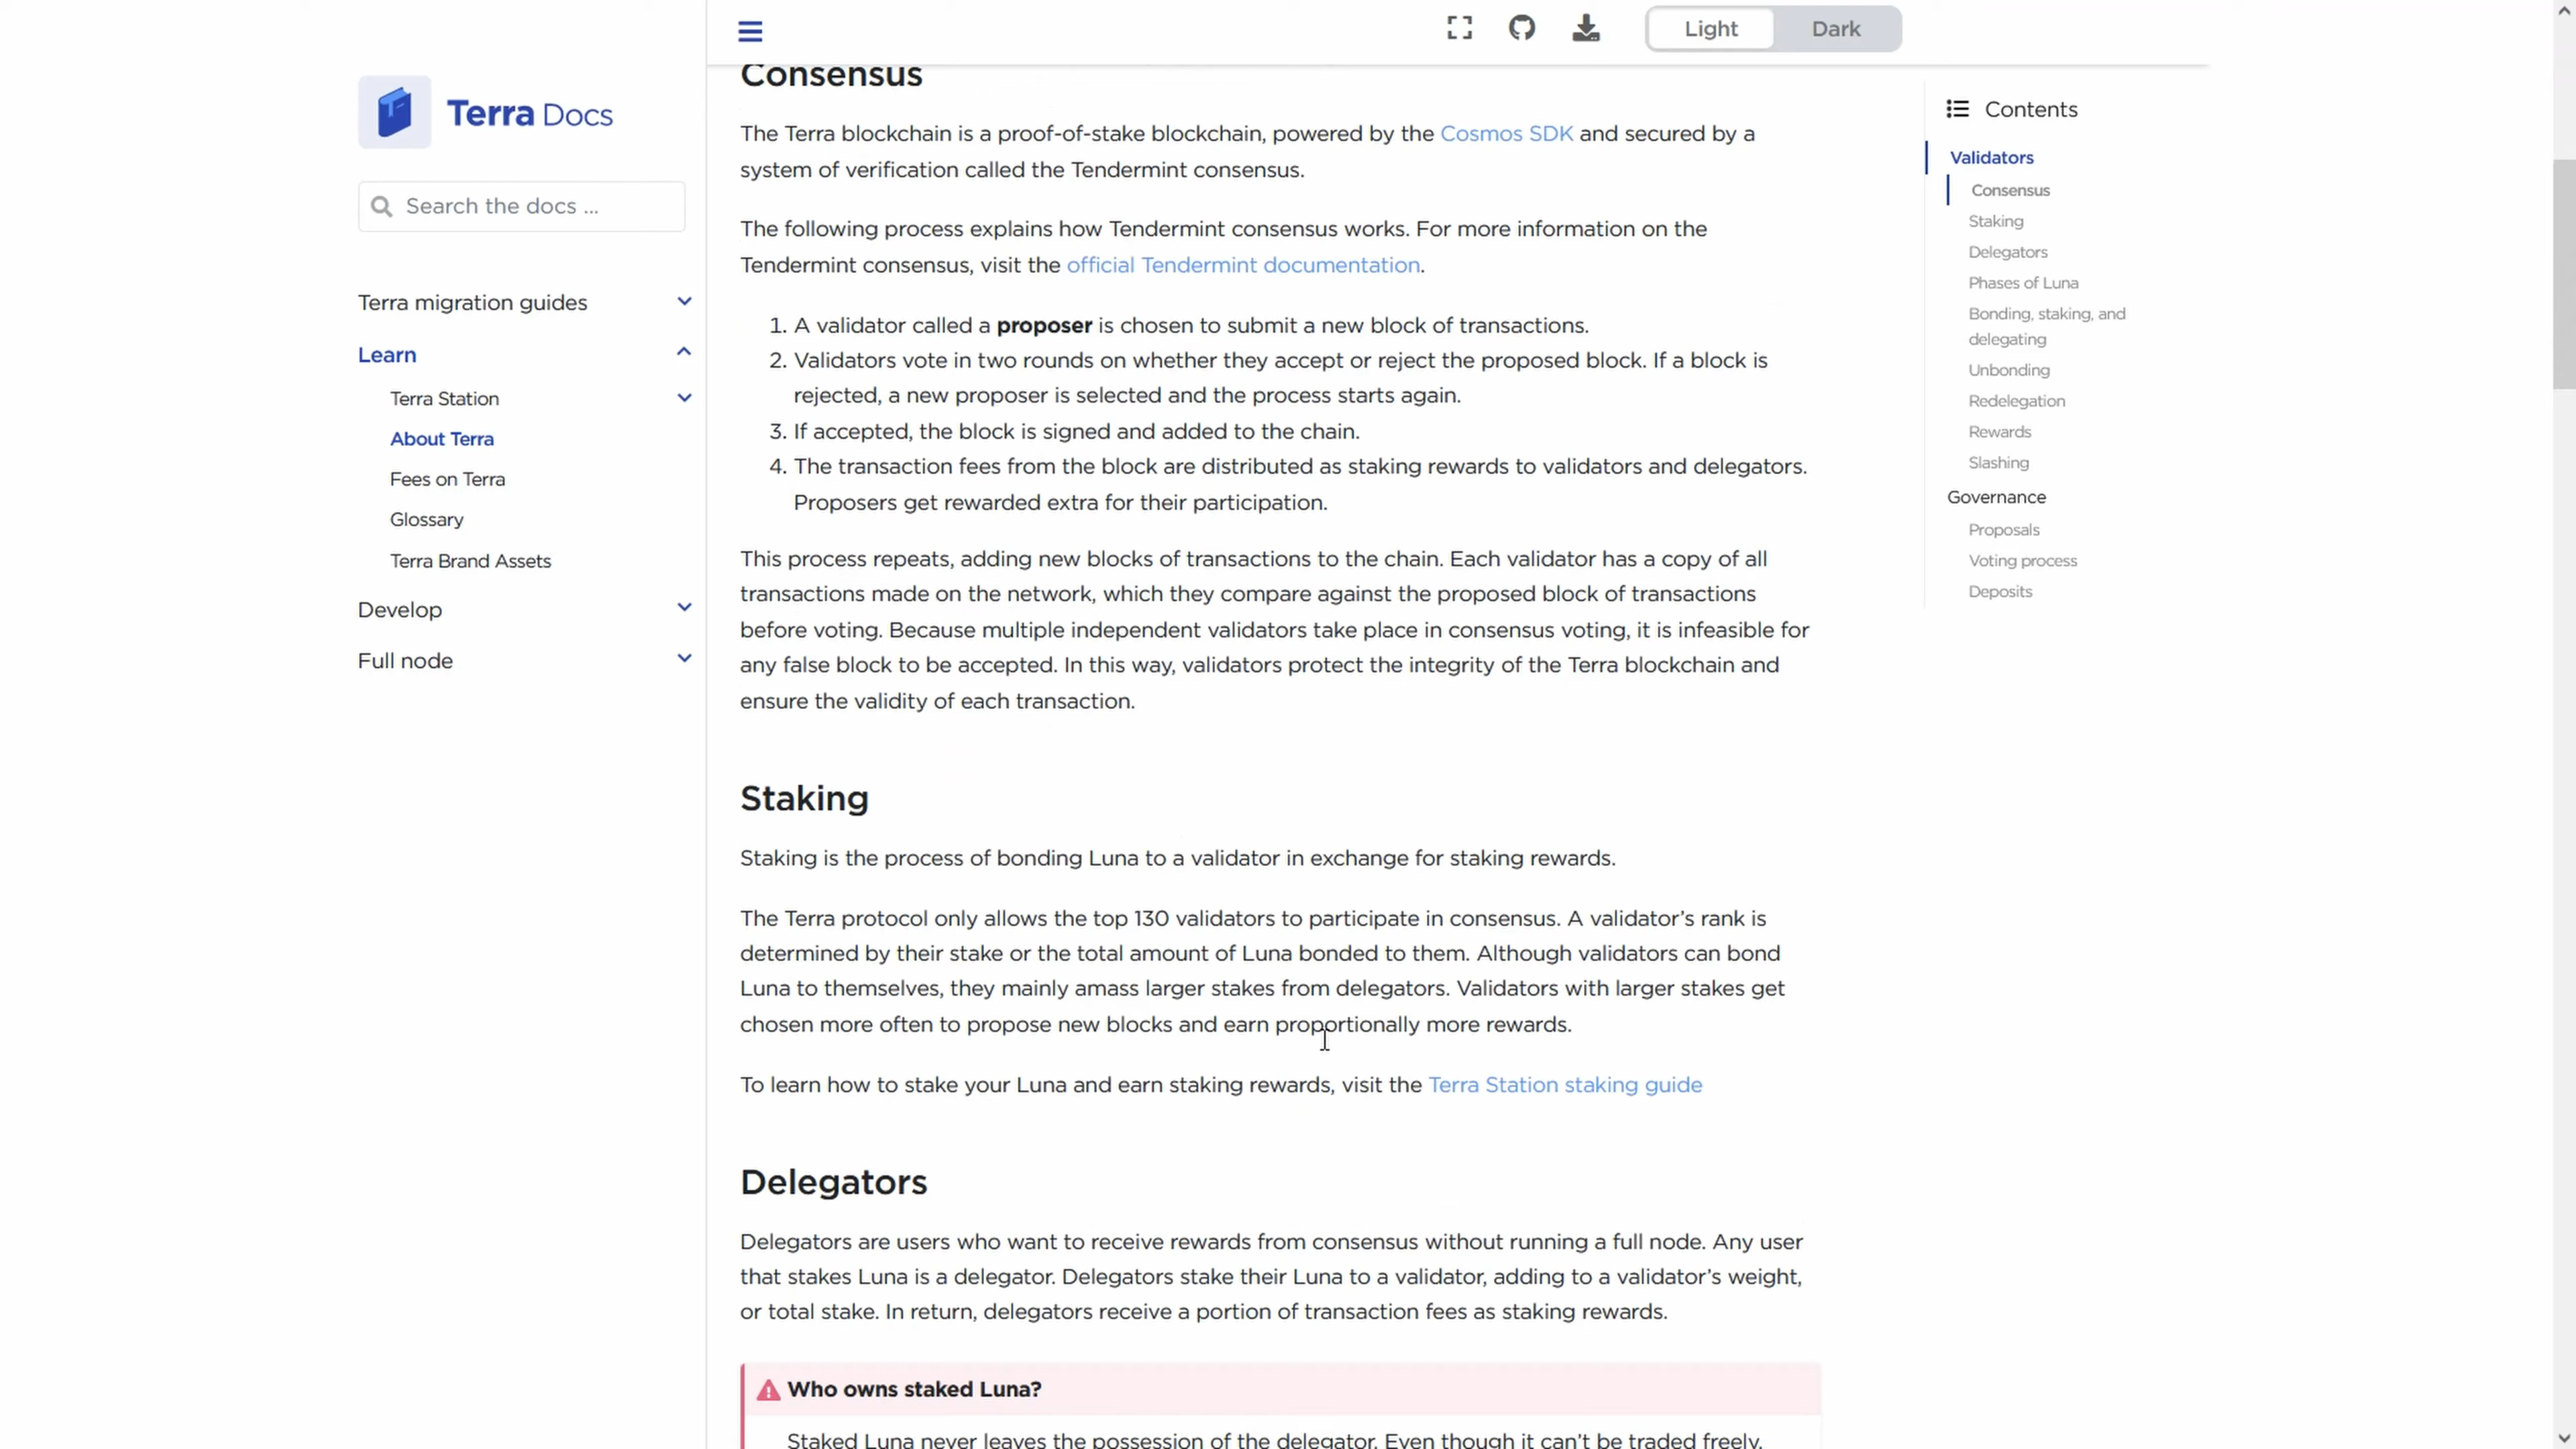 Light
Dark
Terra Docs
Search the docs ...
Terra migration guides
Learn
Terra Station
About Terra
Fees on Terra
Glossary
Terra Brand Assets
Develop
Full node
Consensus
The Terra blockchain is a proof-of-stake blockchain, powered by the Cosmos SDK and secured by a
system of verification called the Tendermint consensus.
The following process explains how Tendermint consensus works. For more information on the
Tendermint consensus, visit the official Tendermint documentation.
1. A validator called a proposer is chosen to submit a new block of transactions.
2. Validators vote in two rounds on whether they accept or reject the proposed block. If a block is
rejected, a new proposer is selected and the process starts again.
3. If accepted, the block is signed and added to the chain.
4. The transaction fees from the block are distributed as staking rewards to validators and delegators.
Proposers get rewarded extra for their participation.
This process repeats, adding new blocks of transactions to the chain. Each validator has a copy of all
transactions made on the network, which they compare against the proposed block of transactions
before voting. Because multiple independent validators take place in consensus voting, it is infeasible for
any false block to be accepted. In this way, validators protect the integrity of the Terra blockchain and
ensure the validity of each transaction.
Staking
Staking is the process of bonding Luna to a validator in exchange for staking rewards.
The Terra protocol only allows the top 130 validators to participate in consensus. A validator's rank is
determined by their stake or the total amount of Luna bonded to them. Although validators can bond
Luna to themselves, they mainly amass larger stakes from delegators. Validators with larger stakes get
chosen more often to propose new blocks and earn proportionally more rewards.
To learn how to stake your Luna and earn staking rewards, visit the Terra Station staking guide
Delegators
Delegators are users who want to receive rewards from consensus without running a full node. Any user
that stakes Luna is a delegator. Delegators stake their Luna to a validator, adding to a validator's weight,
or total stake. In return, delegators receive a portion of transaction fees as staking rewards.
Who owns staked Luna?
Staked Luna never leaves the possession of the delegator. Even though it can't be traded freely,
Contents
Validators
Consensus
Staking
Delegators
Phases of Luna
Bonding, staking, and
delegating
Unbonding
Redelegation
Rewards
Slashing
Governance
Proposals
Voting process
Deposits